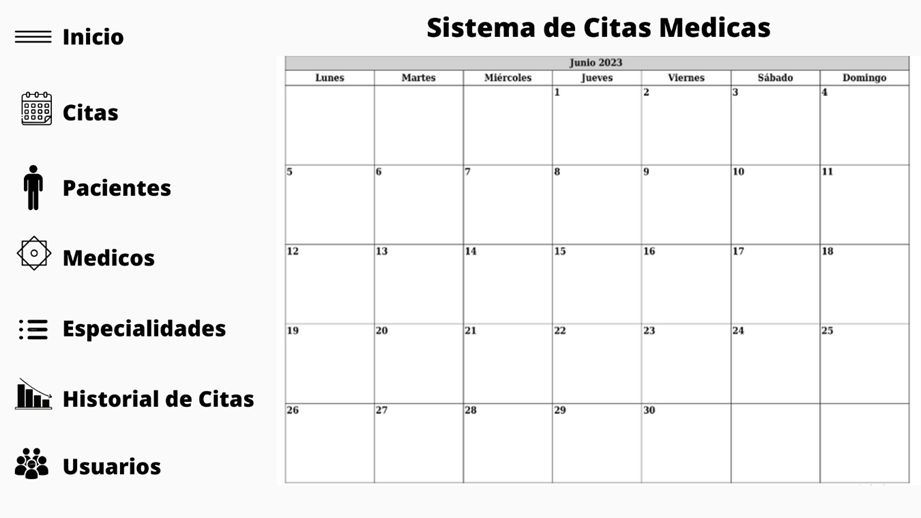 Inicio
Citas
Pacientes
Medicos
Especialidades
Historial de Citas
Usuarios
Sistema de Citas Medicas
Junio 2023
Lunes Martes Miércoles Jueves Viernes Sábado Domingo
1 2 3 4
5 6 7 8 9 10 11
12 13 14 15 16 17 18
19 20 21 22 23 24 25
26 27 28 29 30